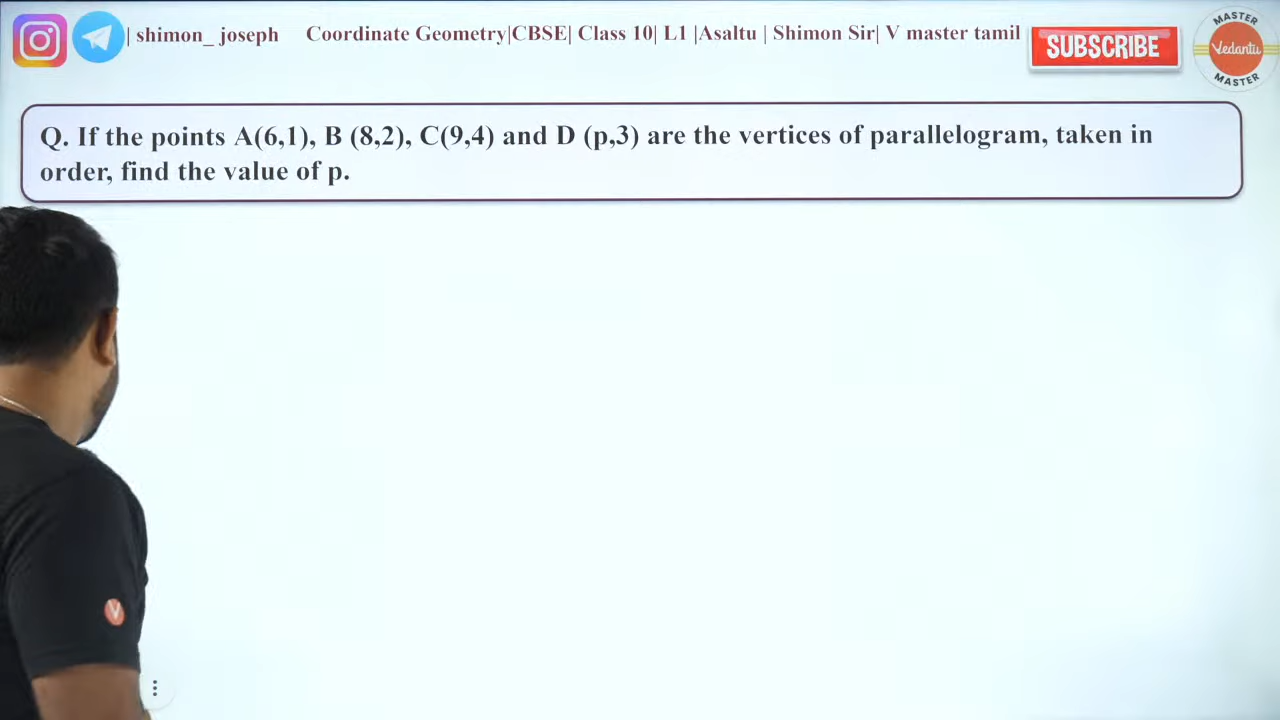 | shimon_ joseph Coordinate Geometry|CBSE| Class 10| L1 |Asaltu | Shimon Sir| V master tamil
SUBSCRIBE
MASTER
Vedantu
MASTER
Q. If the points A(6,1), B (8,2), C(9,4) and D (p,3) are the vertices of parallelogram, taken in
order, find the value of p.
V